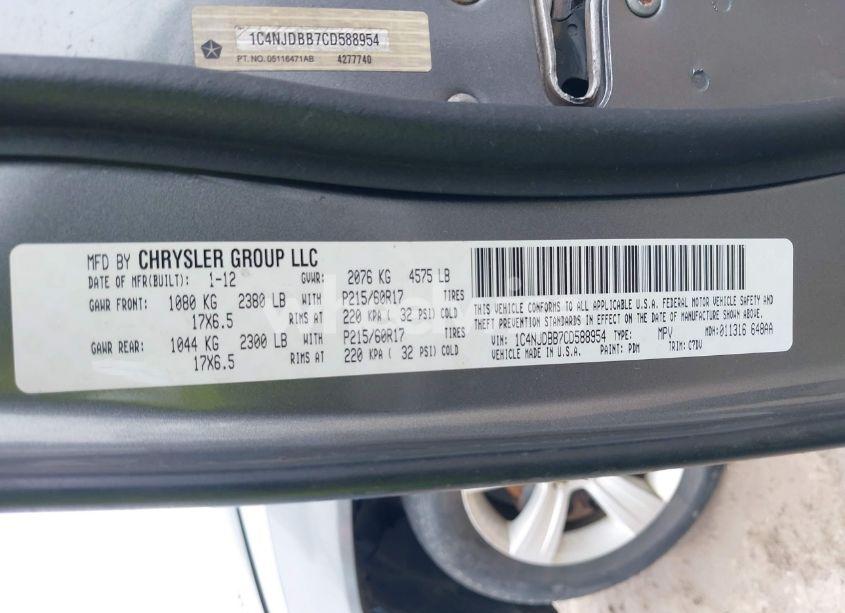 1C4NJDBB7CD588954
PT. NO. 05116471AB 4277740
MFD BY CHRYSLER GROUP LLC
DATE OF MFR(BUILT): 1-12 GVWR: 2076 KG 4575 LB
GAWR FRONT: 1080 KG 2380 LB WITH P215/60R17 TIRES
17X6.5 RIMS AT 220 KPA ( 32 PSI) COLD
GAWR REAR: 1044 KG 2300 LB WITH P215/60R17 TIRES
17X6.5 RIMS AT 220 KPA ( 32 PSI) COLD
THIS VEHICLE CONFORMS TO ALL APPLICABLE U.S.A. FEDERAL MOTOR VEHICLE SAFETY AND
THEFT PREVENTION STANDARDS IN EFFECT ON THE DATE OF MANUFACTURE SHOWN ABOVE.
VIN: 1C4NJDBB7CD588954 TYPE: MPV MDH:011316 648AA
VEHICLE MADE IN U.S.A. PAINT: PDM TRIM: C7DV